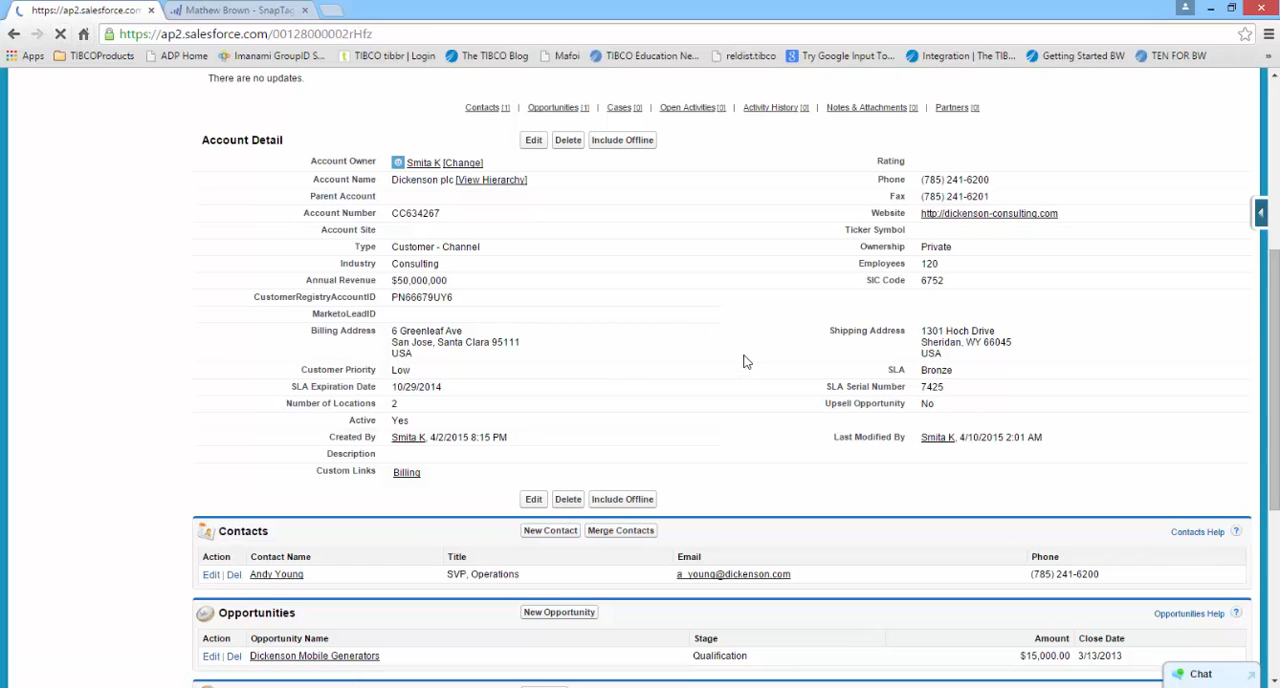 https://ap2.salesforce.com/
Mathew Brown - SnapTag
https://ap2.salesforce.com/00128000002rHfz
Apps TIBCOProducts ADP Home Imanami GroupID S... TIBCO tibbr | Login The TIBCO Blog Mafoi TIBCO Education Ne... reldist.tibco Try Google Input To... Integration | The TIB... Getting Started BW TEN FOR BW »
There are no updates.
Contacts [1] | Opportunities [1] | Cases [0] | Open Activities [0] | Activity History [0] | Notes & Attachments [0] | Partners [0]
Account Detail Edit Delete Include Offline
Account Owner Smita K [Change] Rating
Account Name Dickenson plc [View Hierarchy] Phone (785) 241-6200
Parent Account Fax (785) 241-6201
Account Number CC634267 Website http://dickenson-consulting.com
Account Site Ticker Symbol
Type Customer - Channel Ownership Private
Industry Consulting Employees 120
Annual Revenue $50,000,000 SIC Code 6752
CustomerRegistryAccountID PN66679UY6
MarketoLeadID
Billing Address 6 Greenleaf Ave Shipping Address 1301 Hoch Drive
San Jose, Santa Clara 95111 Sheridan, WY 66045
USA USA
Customer Priority Low SLA Bronze
SLA Expiration Date 10/29/2014 SLA Serial Number 7425
Number of Locations 2 Upsell Opportunity No
Active Yes
Created By Smita K, 4/2/2015 8:15 PM Last Modified By Smita K, 4/10/2015 2:01 AM
Description
Custom Links Billing
Edit Delete Include Offline
Contacts New Contact Merge Contacts Contacts Help ?
Action Contact Name Title Email Phone
Edit | Del Andy Young SVP, Operations a_young@dickenson.com (785) 241-6200
Opportunities New Opportunity Opportunities Help ?
Action Opportunity Name Stage Amount Close Date
Edit | Del Dickenson Mobile Generators Qualification $15,000.00 3/13/2013
Chat